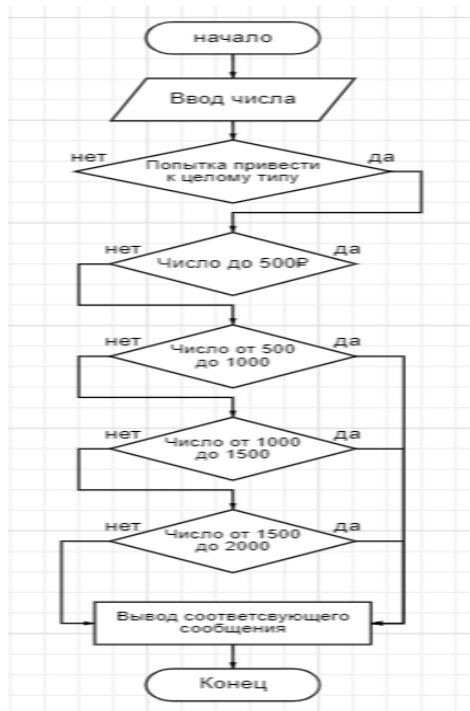 начало
Ввод числа
нет
да
Попытка привести
к целому типу
нет
да
Число до 500₽
нет
да
Число от 500
до 1000
нет
да
Число от 1000
до 1500
нет
да
Число от 1500
до 2000
Вывод соответсвующего
сообщения
Конец